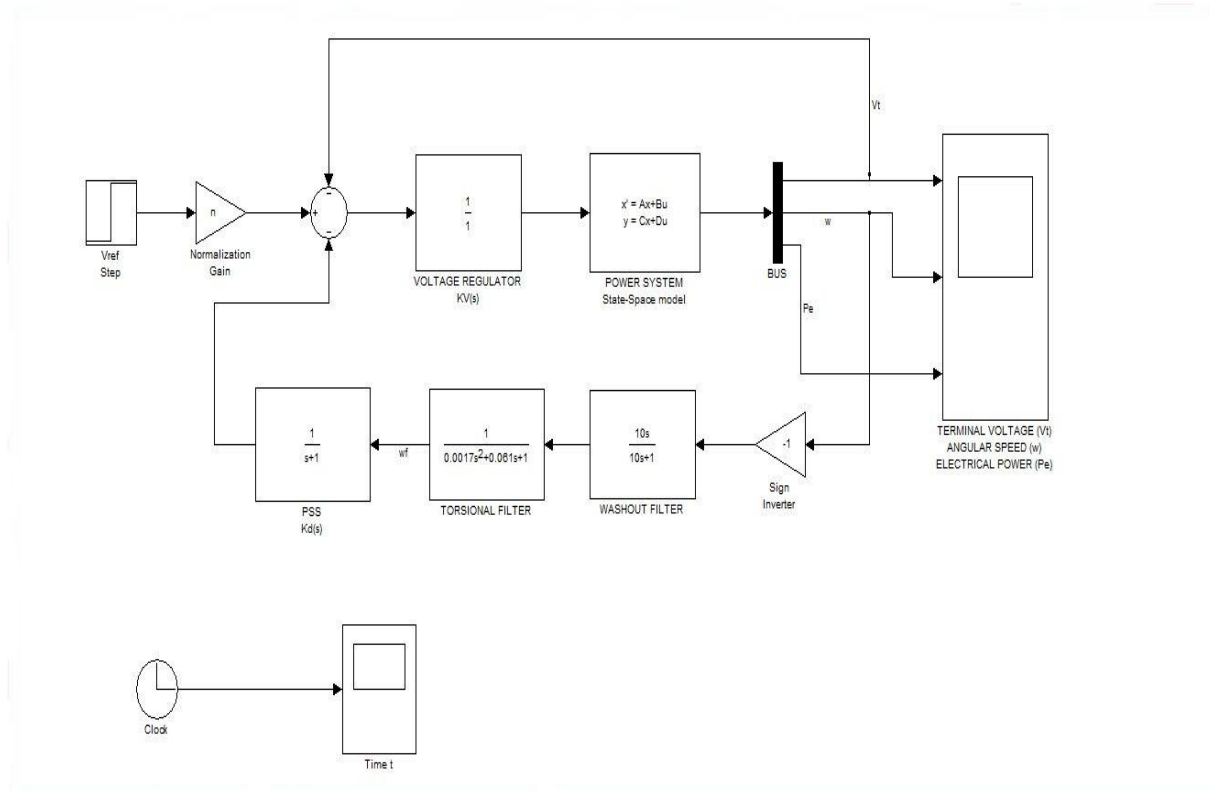 Vt
Vref
Step
n
Normalization
Gain
−
+
−
1
1
VOLTAGE REGULATOR
KV(s)
x' = Ax+Bu
y = Cx+Du
POWER SYSTEM
State-Space model
BUS
w
Pe
TERMINAL VOLTAGE (Vt)
ANGULAR SPEED (w)
ELECTRICAL POWER (Pe)
1
s+1
PSS
Kd(s)
wf
1
0.0017s2+0.061s+1
TORSIONAL FILTER
10s
10s+1
WASHOUT FILTER
-1
Sign
Inverter
Clock
Time t